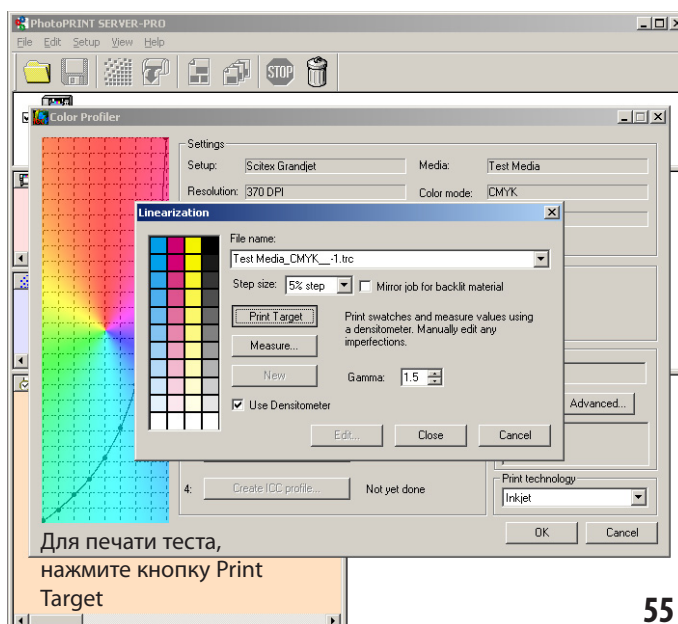 PhotoPRINT SERVER-PRO
File Edit Setup View Help
STOP
Color Profiler
Settings
Setup: Scitex Grandjet Media: Test Media
Resolution: 370 DPI Color mode: CMYK
Linearization
File name:
Test Media_CMYK__-1.trc
Step size: 5% step Mirror job for backlit material
Print Target
Print swatches and measure values using
a densitometer. Manually edit any
imperfections.
Measure...
New
Gamma: 1.5
Use Densitometer
Advanced...
Edit... Close Cancel
4: Create ICC profile... Not yet done
Print technology
Inkjet
OK Cancel
Для печати теста,
нажмите кнопку Print
Target
55